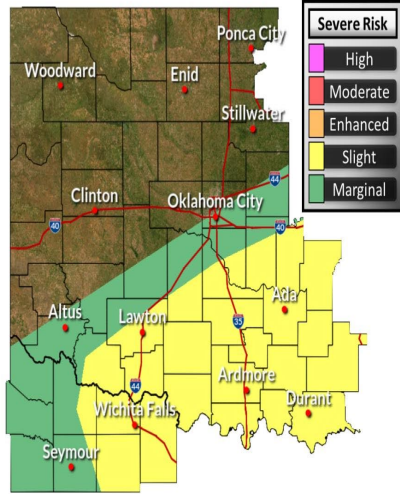 Severe Risk
High
Moderate
Enhanced
Slight
Marginal
Ponca City
Woodward
Enid
Stillwater
44
Clinton
Oklahoma City
40
40
Altus
Lawton
35
Ada
44
Ardmore
Wichita Falls
Durant
Seymour